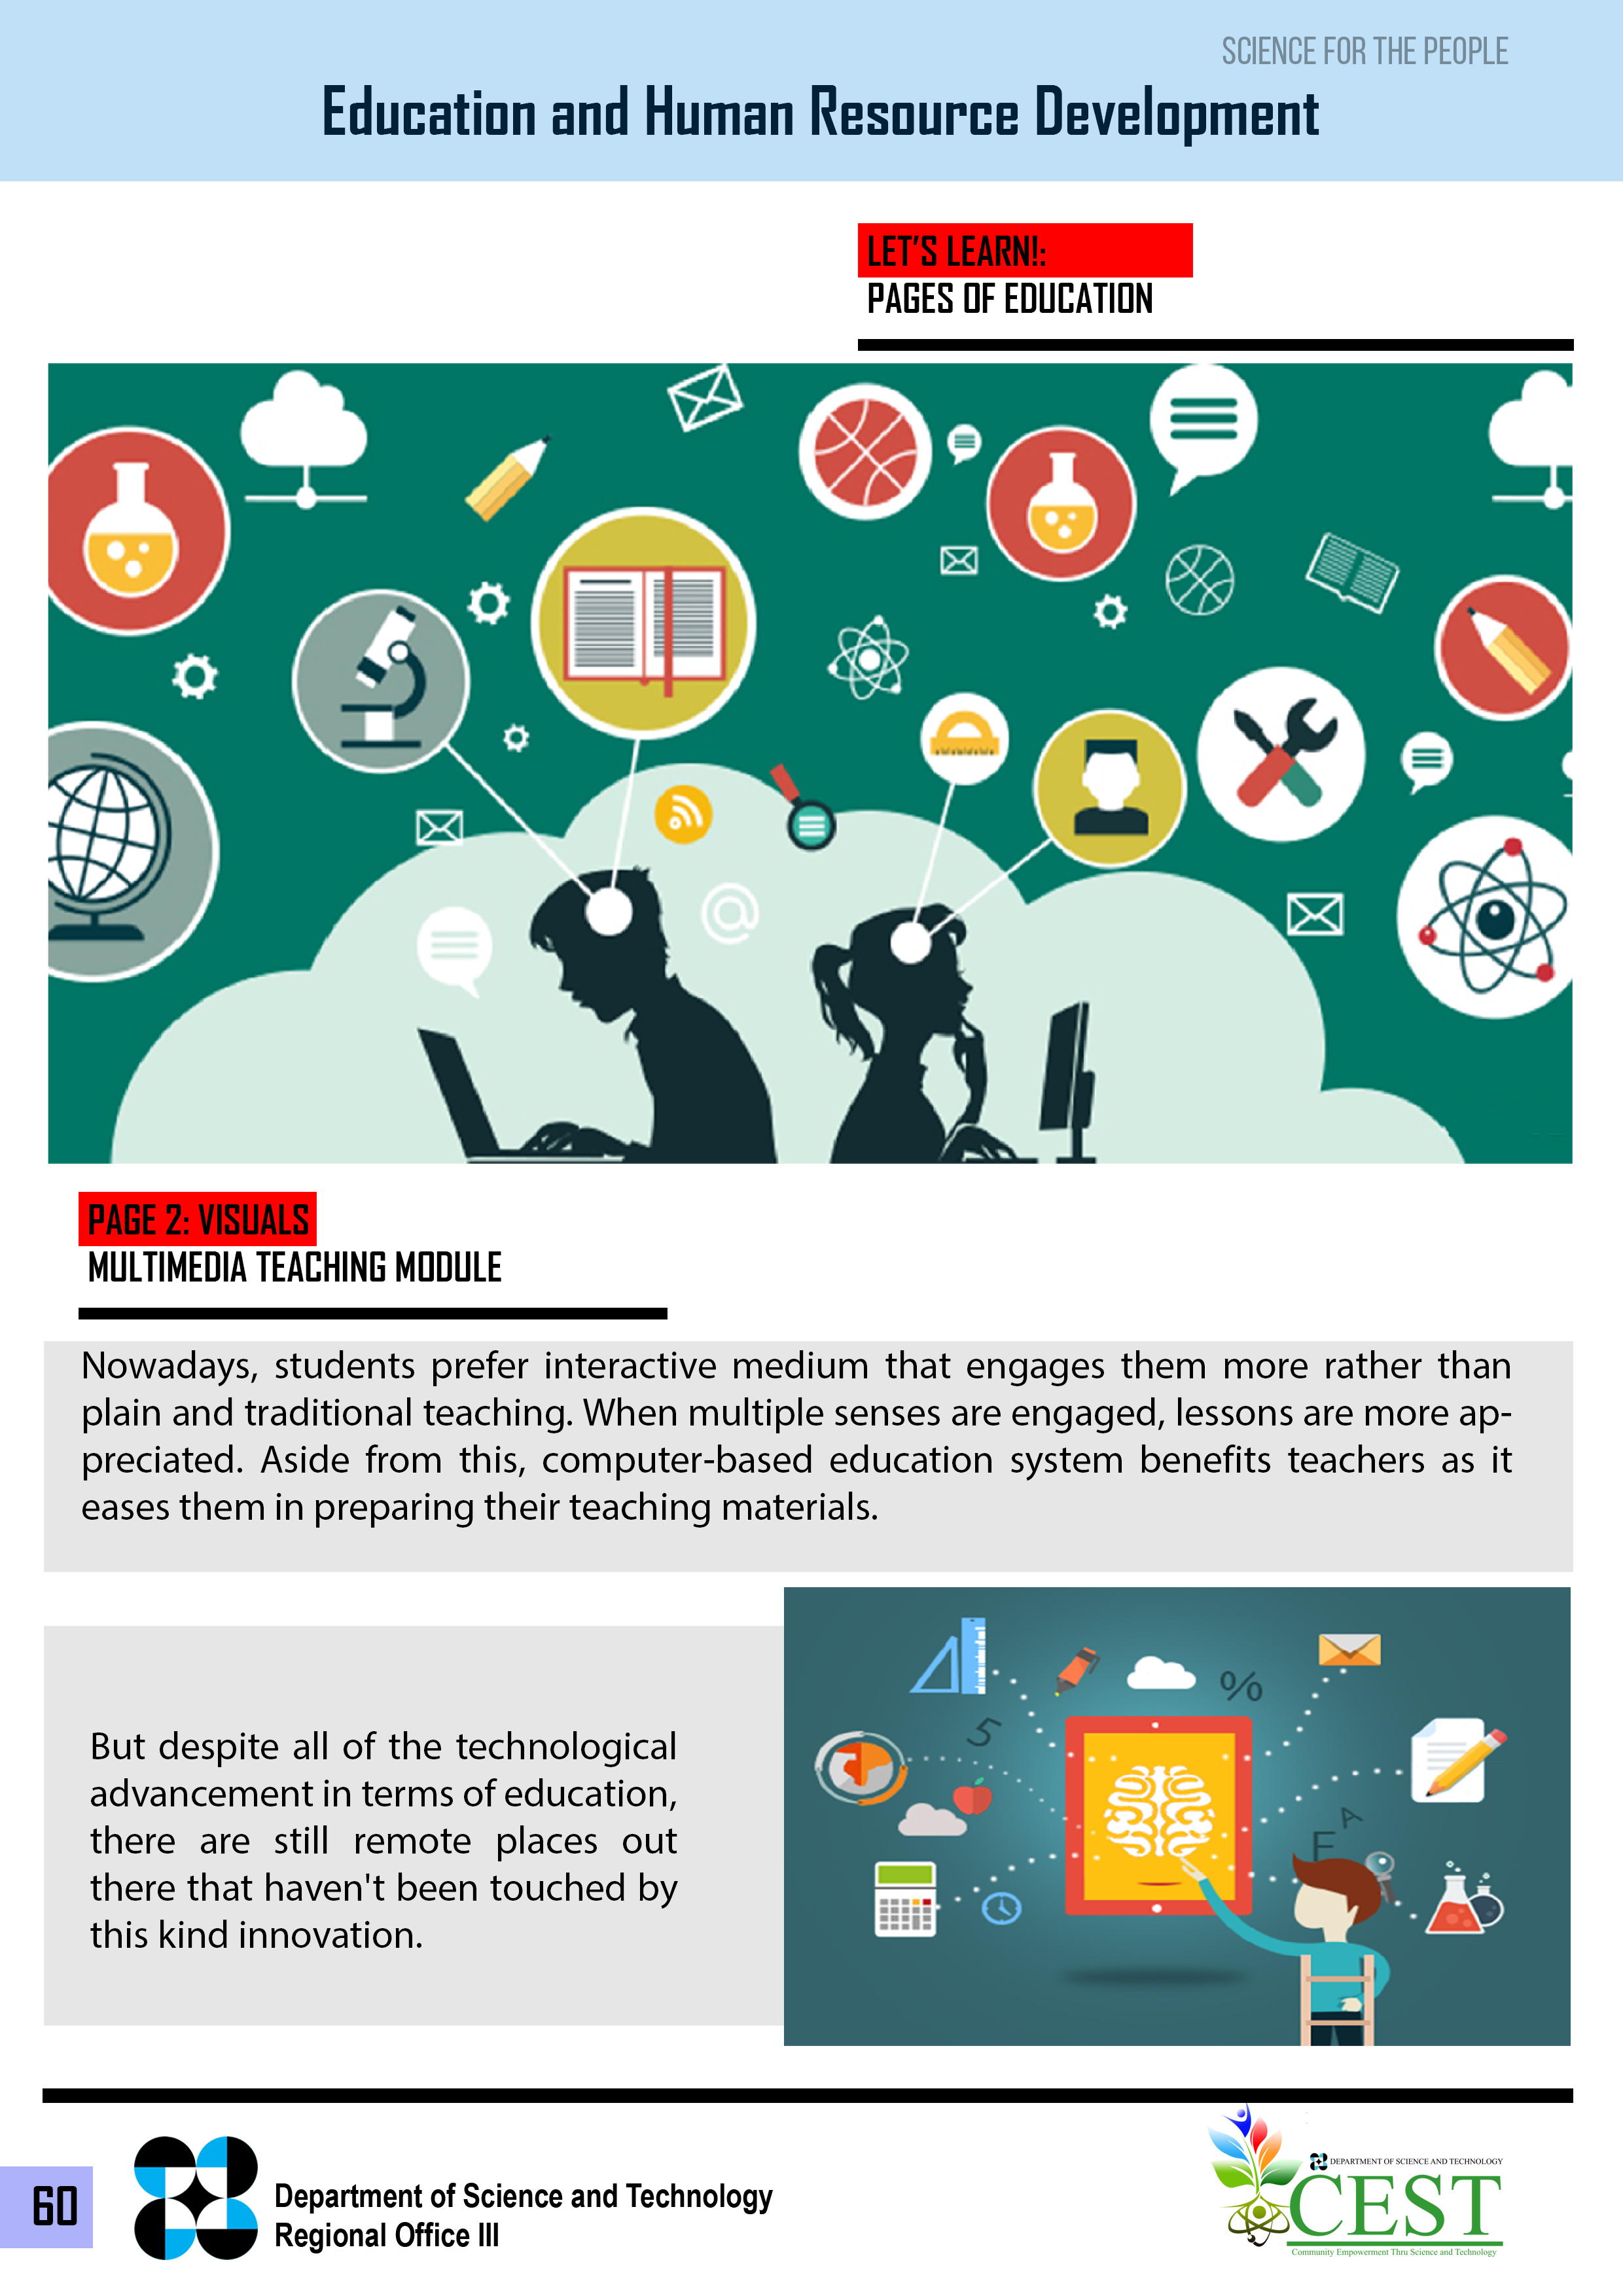 SCIENCE FOR THE PEOPLE
Education and Human Resource Development
LET'S LEARN!:
PAGES OF EDUCATION
@
PAGE 2: VISUALS
MULTIMEDIA TEACHING MODULE
Nowadays, students prefer interactive medium that engages them more rather than
plain and traditional teaching. When multiple senses are engaged, lessons are more ap-
preciated. Aside from this, computer-based education system benefits teachers as it
eases them in preparing their teaching materials.
But despite all of the technological
advancement in terms of education,
there are still remote places out
there that haven't been touched by
this kind innovation.
%
5
A
F
60
Department of Science and Technology
Regional Office III
DEPARTMENT OF SCIENCE AND TECHNOLOGY
CEST
Community Empowerment Thru Science and Technology